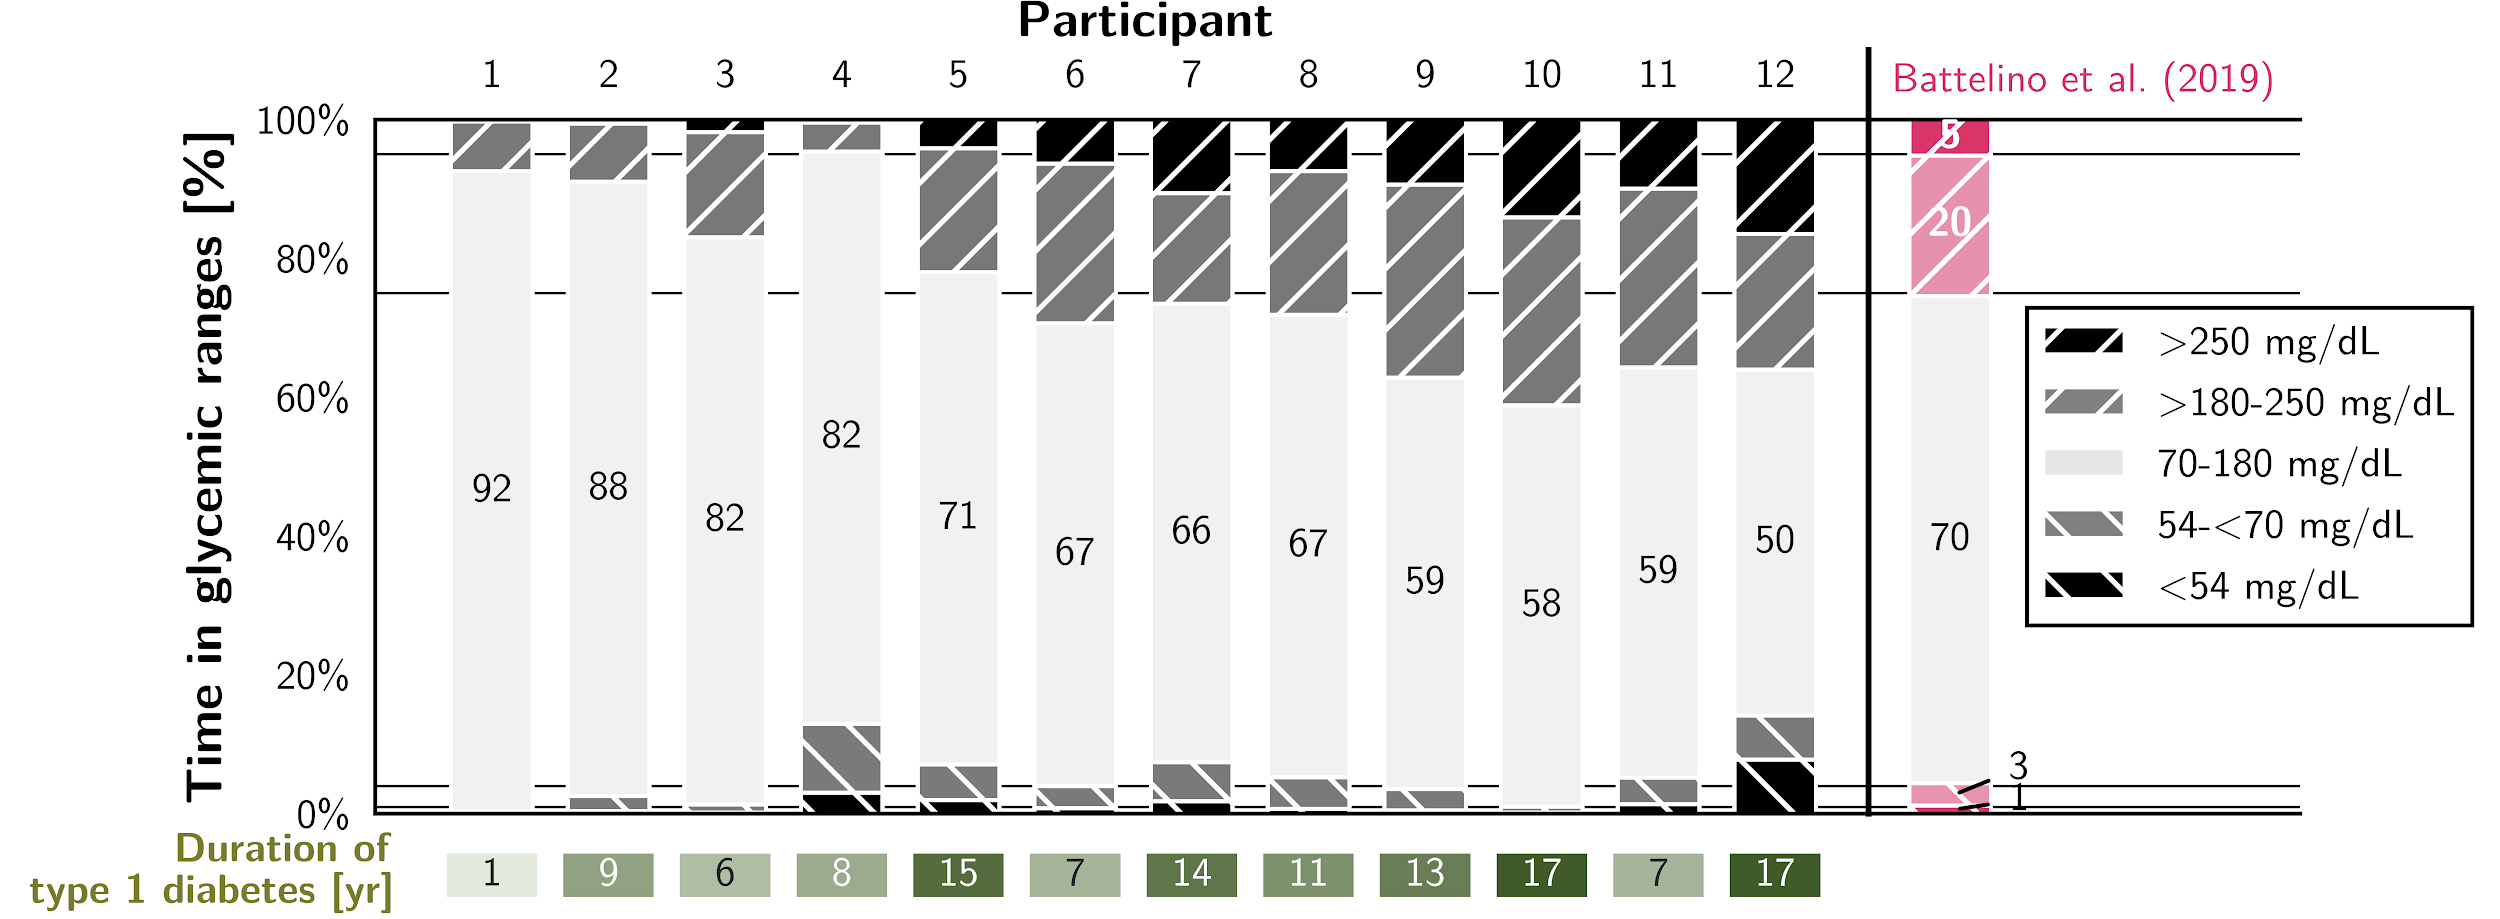 Participant
1 2 3 4 5 6 7 8 9 10 11 12 Battelino et al. (2019)
Time in glycemic ranges [%]
100%
80%
60%
40%
20%
0%
92 88 82 82 71 67 66 67 59 58 59 50 70
5
20
3
1
>250 mg/dL
>180-250 mg/dL
70-180 mg/dL
54-<70 mg/dL
<54 mg/dL
Duration of
type 1 diabetes [yr]
1 9 6 8 15 7 14 11 13 17 7 17